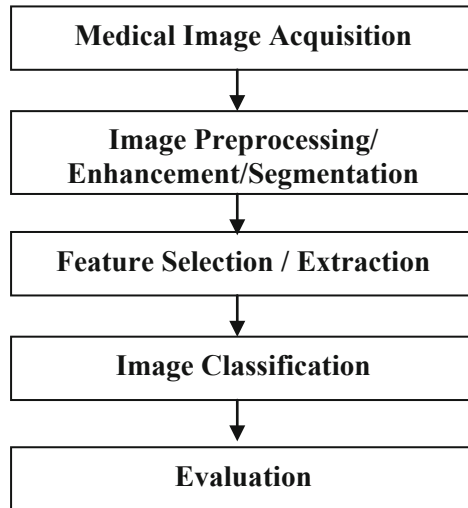 Medical Image Acquisition
Image Preprocessing/
Enhancement/Segmentation
Feature Selection / Extraction
Image Classification
Evaluation